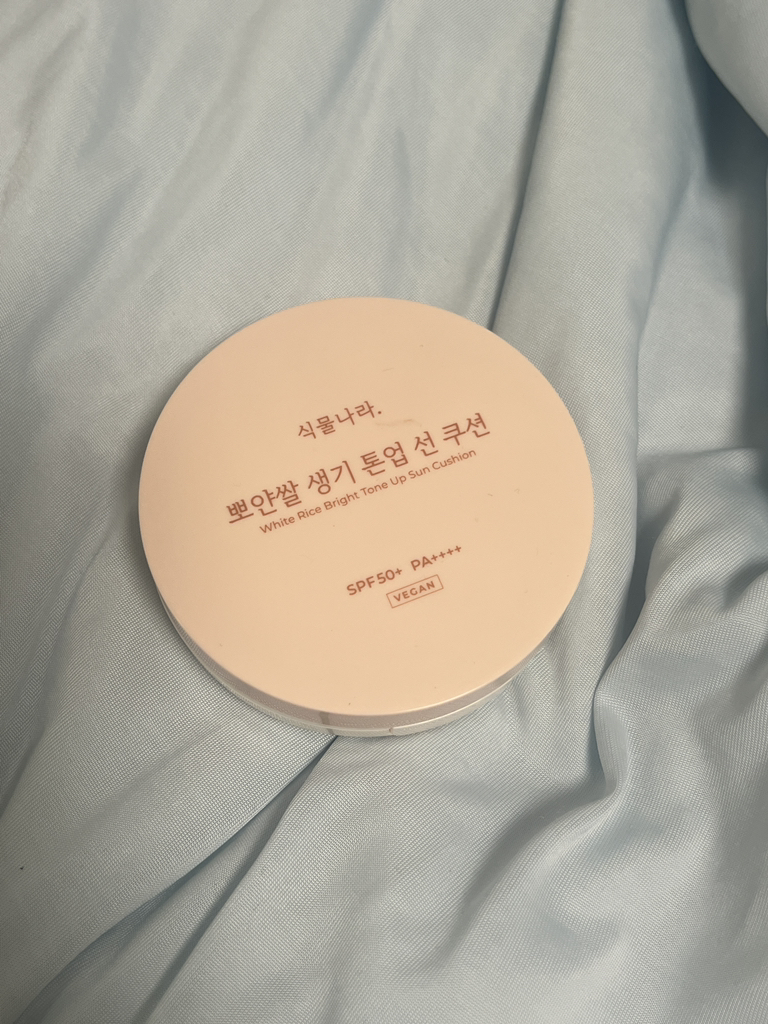 식물나라.
뽀얀쌀 생기 톤업 선 쿠션
White Rice Bright Tone Up Sun Cushion
SPF50+ PA++++
VEGAN